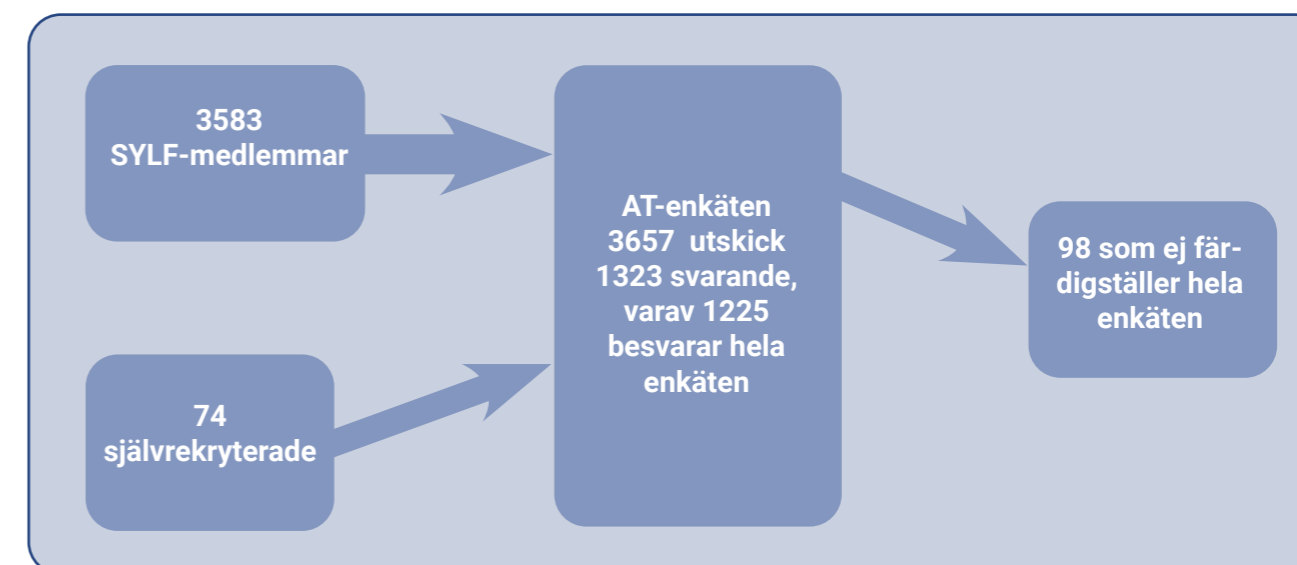 3583
SYLF-medlemmar
74
självrekryterade
AT-enkäten
3657 utskick
1323 svarande,
varav 1225
besvarar hela
enkäten
98 som ej fär-
digställer hela
enkäten